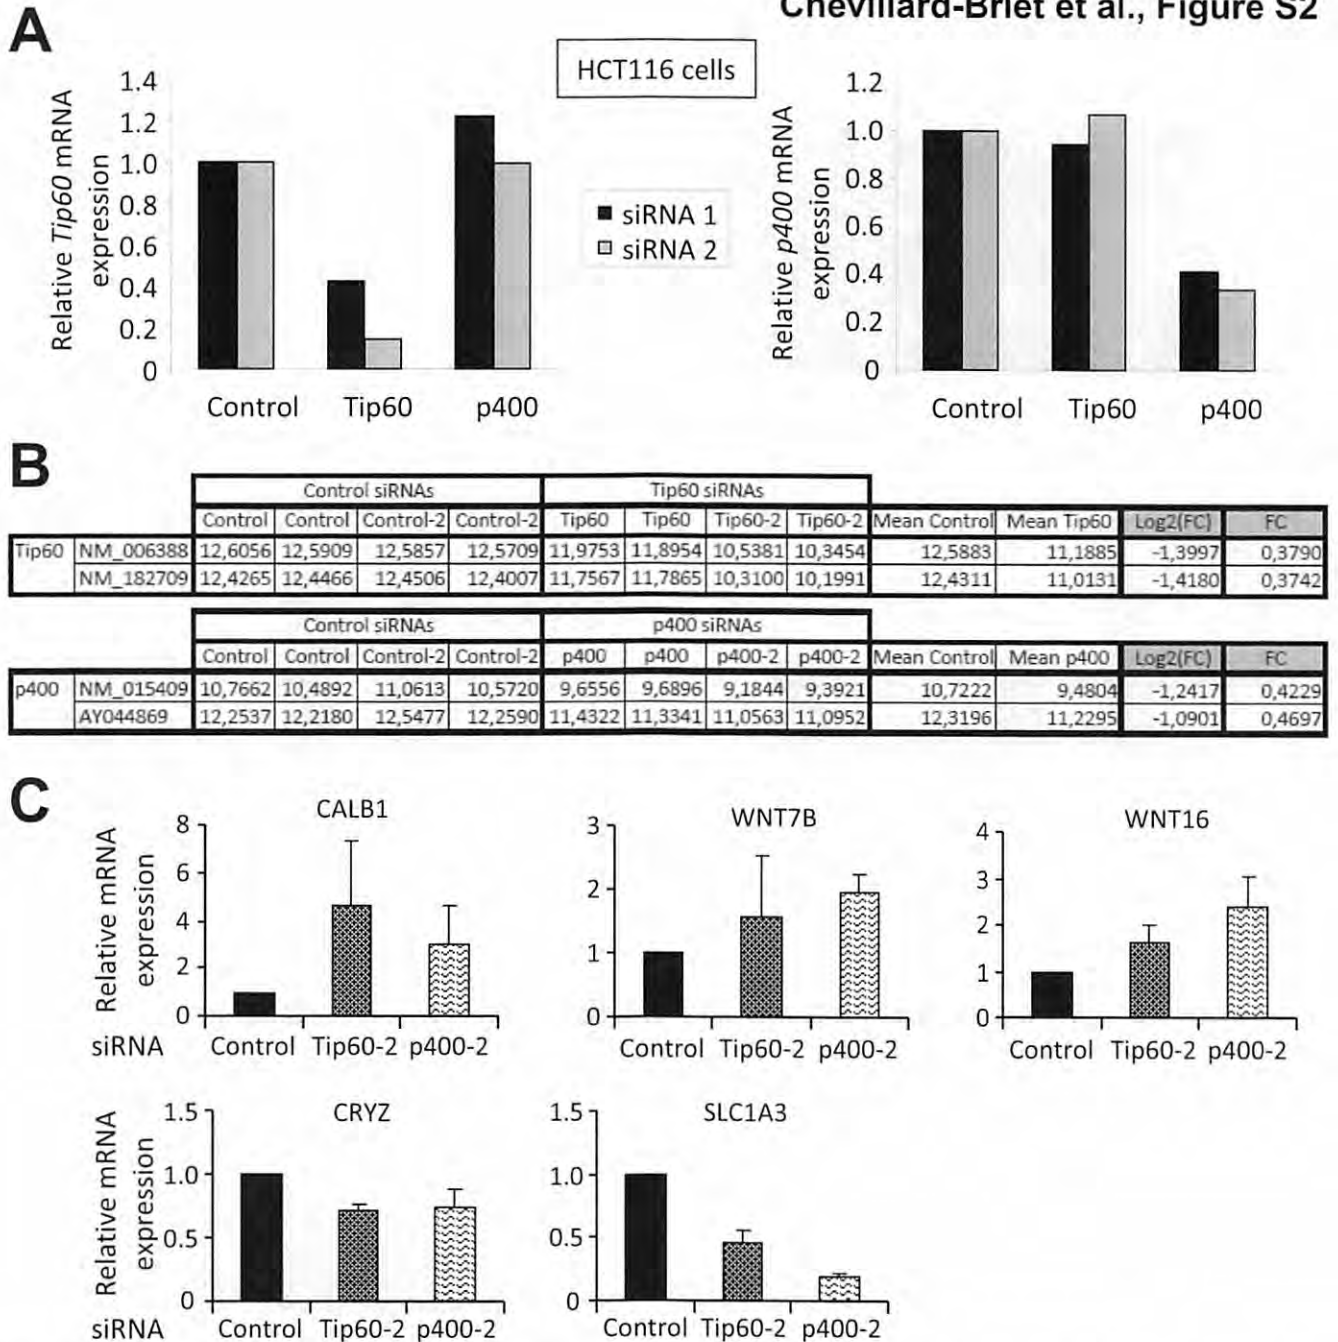 Chevillard-Briet et al., Figure S2
A
HCT116 cells
Relative Tip60 mRNA
expression
1.4
1.2
1.0
0.8
0.6
0.4
0.2
0
Control Tip60 p400
siRNA 1
siRNA 2
Relative p400 mRNA
expression
1.2
1.0
0.8
0.6
0.4
0.2
0
Control Tip60 p400
B
Control siRNAs Tip60 siRNAs
Control Control Control-2 Control-2 Tip60 Tip60 Tip60-2 Tip60-2 Mean Control Mean Tip60 Log2(FC) FC
Tip60 NM_006388 12,6056 12,5909 12,5857 12,5709 11,9753 11,8954 10,5381 10,3454 12,5883 11,1885 -1,3997 0,3790
NM_182709 12,4265 12,4466 12,4506 12,4007 11,7567 11,7865 10,3100 10,1991 12,4311 11,0131 -1,4180 0,3742
Control siRNAs p400 siRNAs
Control Control Control-2 Control-2 p400 p400 p400-2 p400-2 Mean Control Mean p400 Log2(FC) FC
p400 NM_015409 10,7662 10,4892 11,0613 10,5720 9,6556 9,6896 9,1844 9,3921 10,7222 9,4804 -1,2417 0,4229
AY044869 12,2537 12,2180 12,5477 12,2590 11,4322 11,3341 11,0563 11,0952 12,3196 11,2295 -1,0901 0,4697
C
Relative mRNA
expression
CALB1
8
6
4
2
0
siRNA Control Tip60-2 p400-2
WNT7B
3
2
1
0
Control Tip60-2 p400-2
WNT16
4
3
2
1
0
Control Tip60-2 p400-2
Relative mRNA
expression
CRYZ
1.5
1.0
0.5
0
siRNA Control Tip60-2 p400-2
SLC1A3
1.5
1.0
0.5
0
Control Tip60-2 p400-2